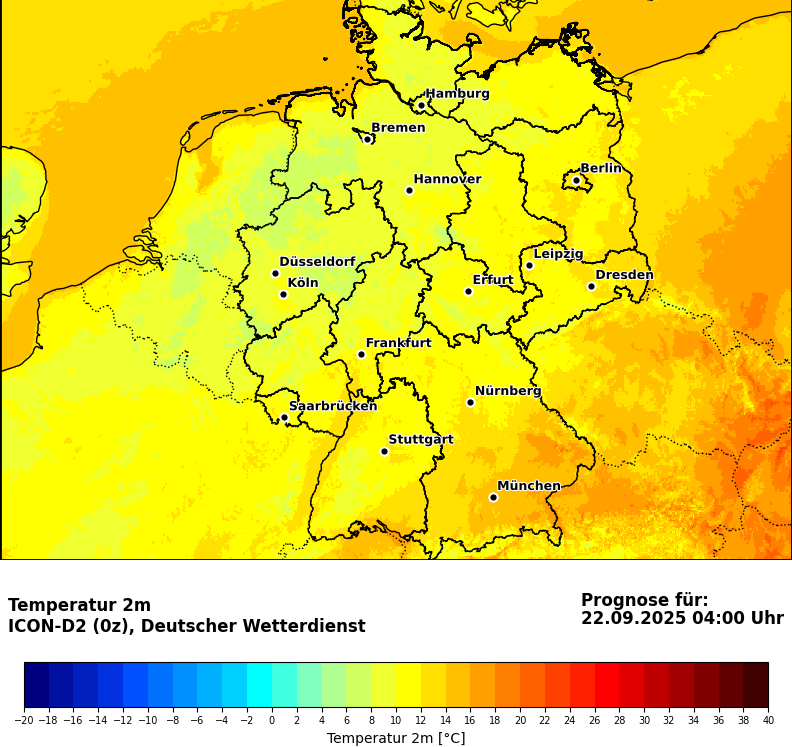 Hamburg
Bremen
Berlin
Hannover
Leipzig
Düsseldorf
Dresden
Köln
Erfurt
Frankfurt
Nürnberg
Saarbrücken
Stuttgart
München
Temperatur 2m
ICON-D2 (0z), Deutscher Wetterdienst
Prognose für:
22.09.2025 04:00 Uhr
−20 −18 −16 −14 −12 −10 −8 −6 −4 −2 0 2 4 6 8 10 12 14 16 18 20 22 24 26 28 30 32 34 36 38 40
Temperatur 2m [°C]